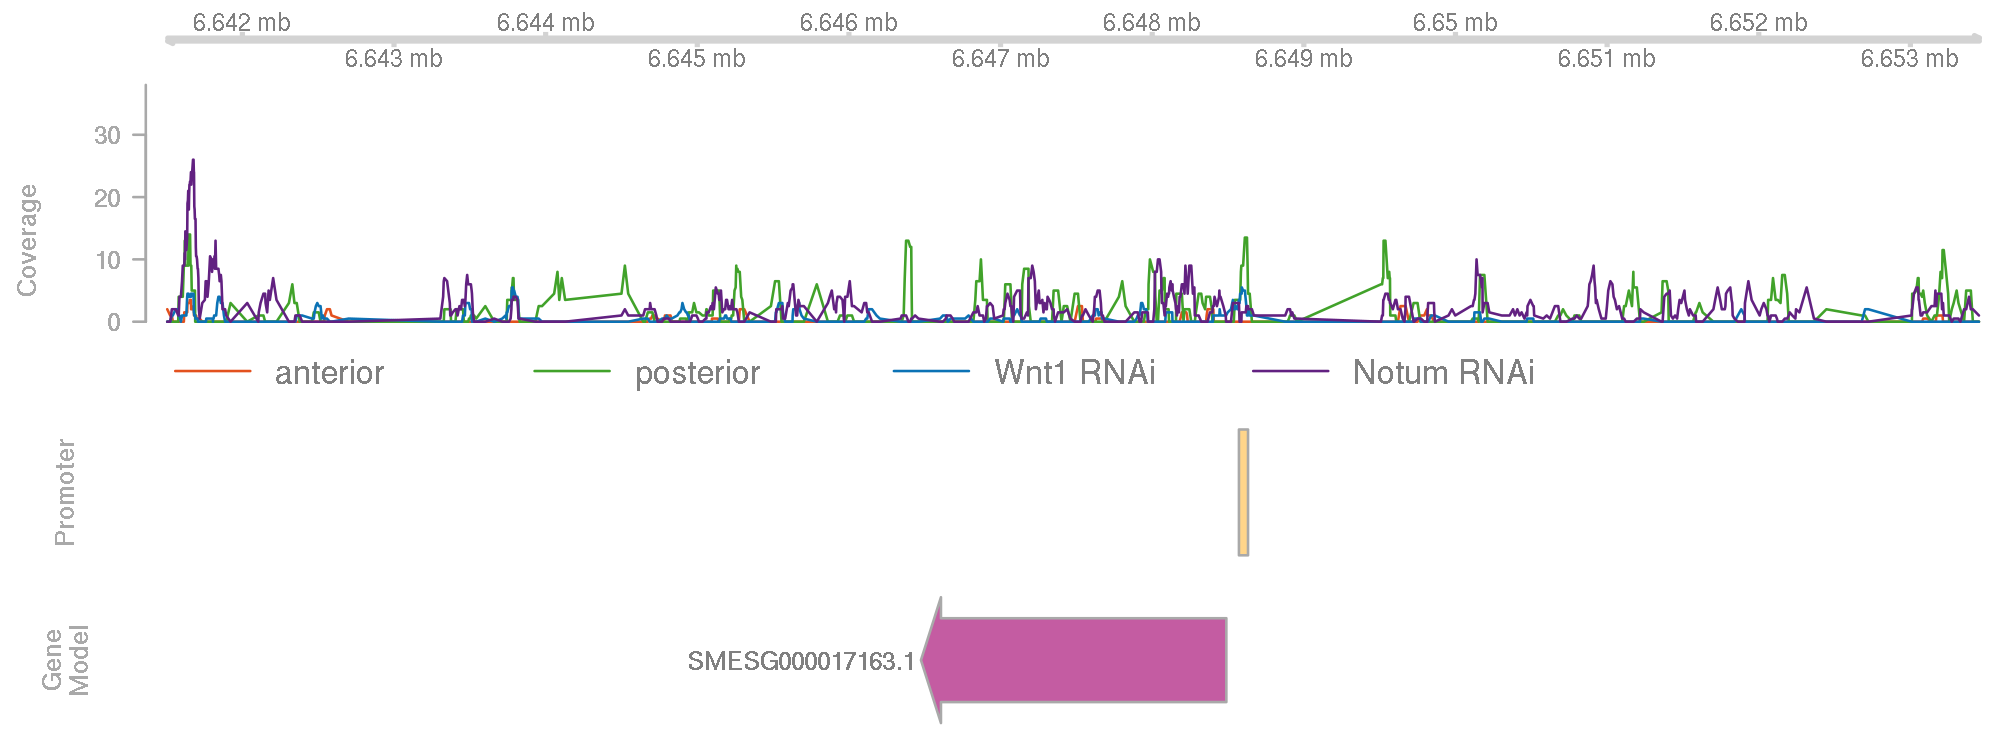 6.642 mb 6.644 mb 6.646 mb 6.648 mb 6.65 mb 6.652 mb
6.643 mb 6.645 mb 6.647 mb 6.649 mb 6.651 mb 6.653 mb
Coverage
30
20
10
0
anterior posterior Wnt1 RNAi Notum RNAi
Promoter
Gene
Model
SMESG000017163.1